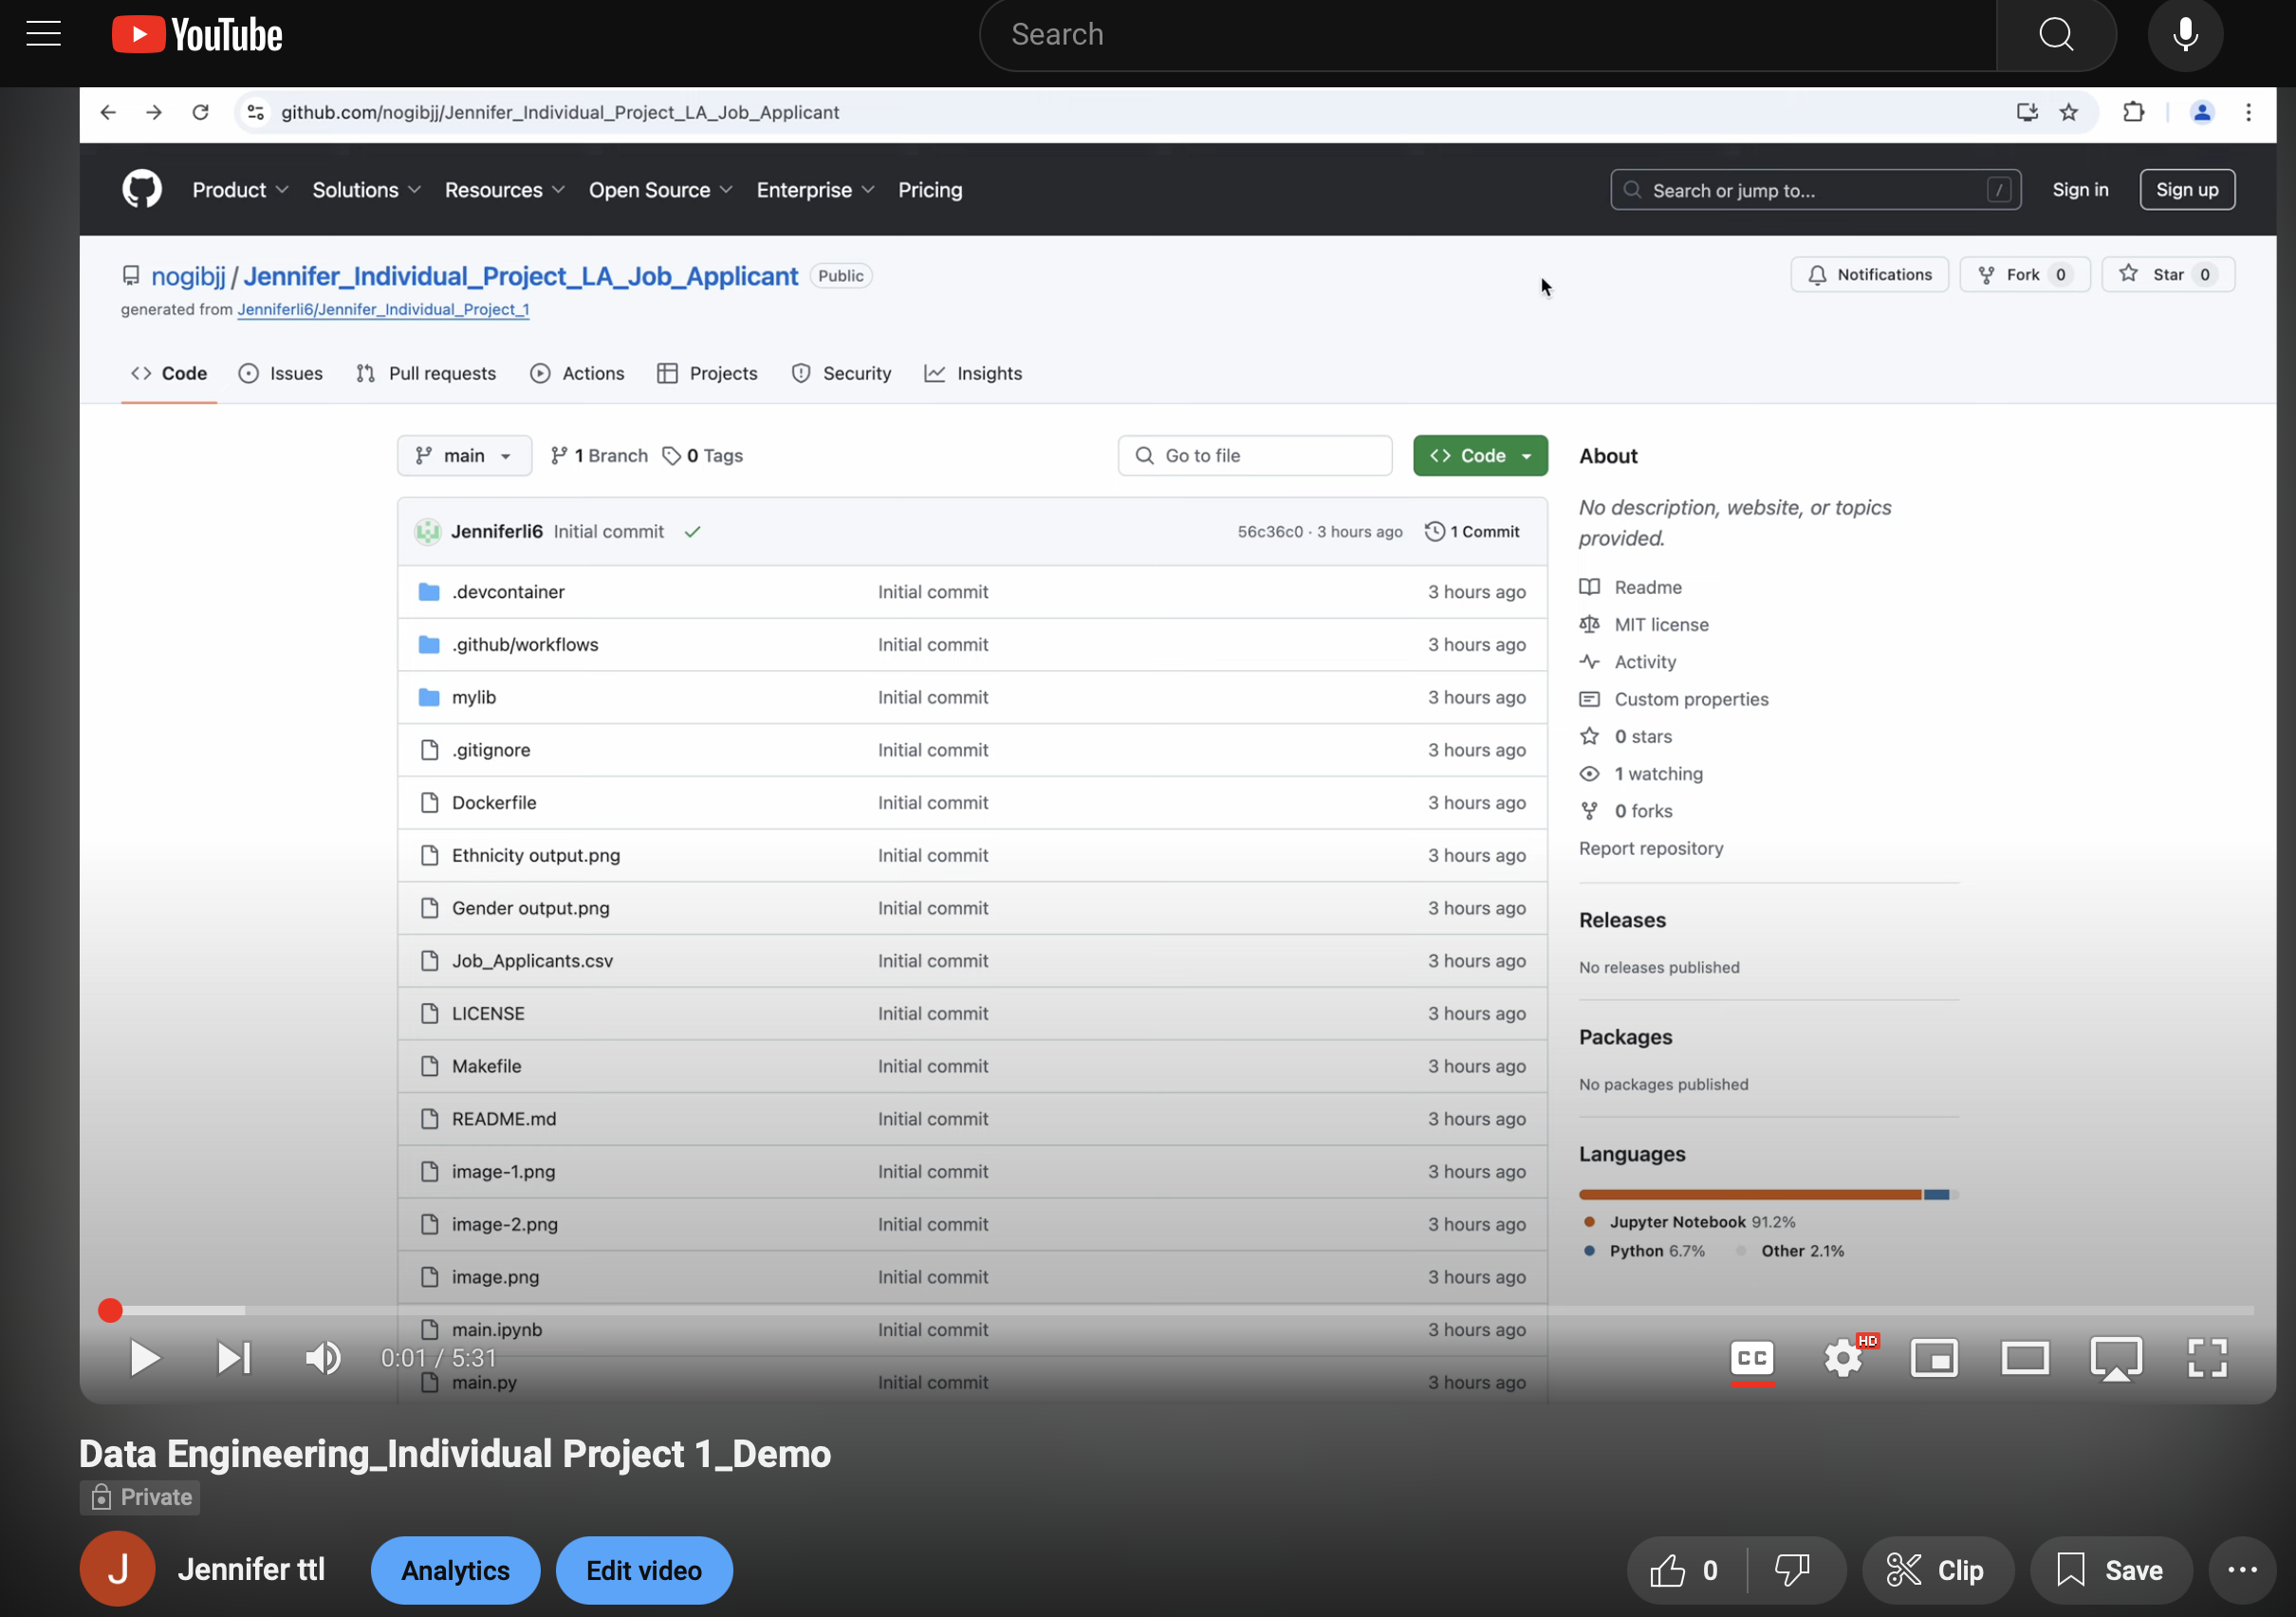 YouTube
Search
github.com/nogibjj/Jennifer_Individual_Project_LA_Job_Applicant
Product Solutions Resources Open Source Enterprise Pricing
Search or jump to... /
Sign in
Sign up
nogibjj / Jennifer_Individual_Project_LA_Job_Applicant Public
Notifications
Fork 0
Star 0
generated from Jenniferli6/Jennifer_Individual_Project_1
Code Issues Pull requests Actions Projects Security Insights
main 1 Branch 0 Tags
Go to file
Code
Jenniferli6 Initial commit 56c36c0 · 3 hours ago 1 Commit
.devcontainer Initial commit 3 hours ago
.github/workflows Initial commit 3 hours ago
mylib Initial commit 3 hours ago
.gitignore Initial commit 3 hours ago
Dockerfile Initial commit 3 hours ago
Ethnicity output.png Initial commit 3 hours ago
Gender output.png Initial commit 3 hours ago
Job_Applicants.csv Initial commit 3 hours ago
LICENSE Initial commit 3 hours ago
Makefile Initial commit 3 hours ago
README.md Initial commit 3 hours ago
image-1.png Initial commit 3 hours ago
image-2.png Initial commit 3 hours ago
image.png Initial commit 3 hours ago
main.ipynb Initial commit 3 hours ago
main.py Initial commit 3 hours ago
About
No description, website, or topics
provided.
Readme
MIT license
Activity
Custom properties
0 stars
1 watching
0 forks
Report repository
Releases
No releases published
Packages
No packages published
Languages
Jupyter Notebook 91.2%
Python 6.7% Other 2.1%
0:01 / 5:31
CC
HD
Data Engineering_Individual Project 1_Demo
Private
J
Jennifer ttl
Analytics
Edit video
0
Clip
Save